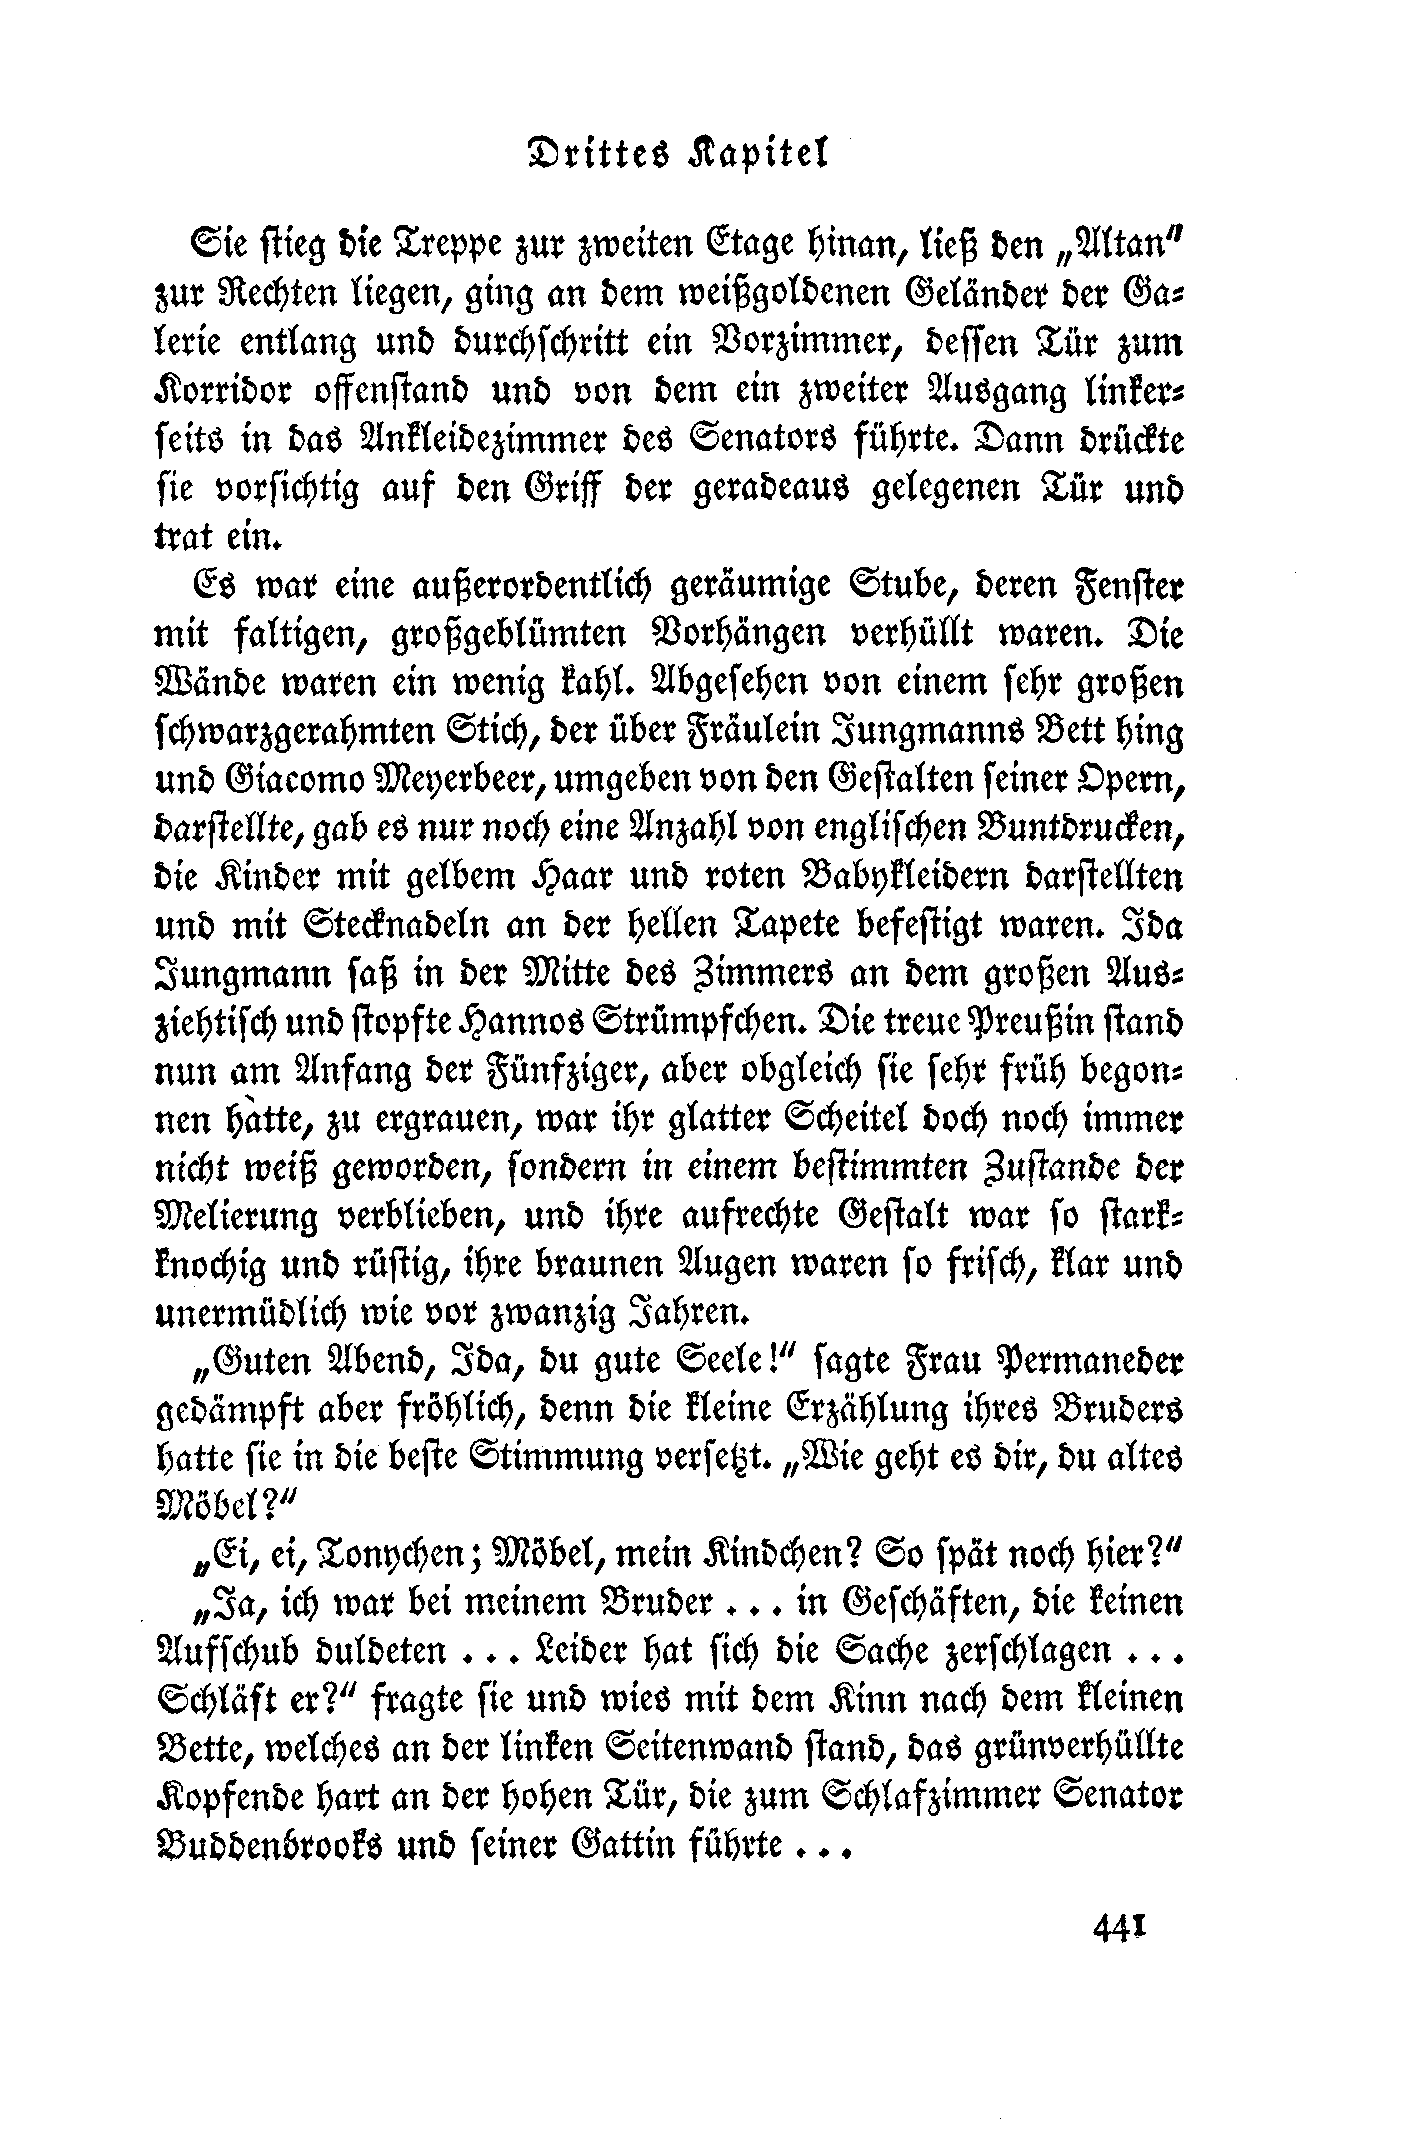 Drittes Kapitel
Sie stieg die Treppe zur zweiten Etage hinan, ließ den „Altan“
zur Rechten liegen, ging an dem weißgoldenen Geländer der Ga-
lerie entlang und durchschritt ein Vorzimmer, dessen Tür zum
Korridor offenstand und von dem ein zweiter Ausgang linker-
seits in das Ankleidezimmer des Senators führte. Dann drückte
sie vorsichtig auf den Griff der geradeaus gelegenen Tür und
trat ein.
Es war eine außerordentlich geräumige Stube, deren Fenster
mit faltigen, großgeblümten Vorhängen verhüllt waren. Die
Wände waren ein wenig kahl. Abgesehen von einem sehr großen
schwarzgerahmten Stich, der über Fräulein Jungmanns Bett hing
und Giacomo Meyerbeer, umgeben von den Gestalten seiner Opern,
darstellte, gab es nur noch eine Anzahl von englischen Buntdrucken,
die Kinder mit gelbem Haar und roten Babykleidern darstellten
und mit Stecknadeln an der hellen Tapete befestigt waren. Ida
Jungmann saß in der Mitte des Zimmers an dem großen Aus-
ziehtisch und stopfte Hannos Strümpfchen. Die treue Preußin stand
nun am Anfang der Fünfziger, aber obgleich sie sehr früh begon-
nen hatte, zu ergrauen, war ihr glatter Scheitel doch noch immer
nicht weiß geworden, sondern in einem bestimmten Zustande der
Melierung verblieben, und ihre aufrechte Gestalt war so stark-
knochig und rüstig, ihre braunen Augen waren so frisch, klar und
unermüdlich wie vor zwanzig Jahren.
„Guten Abend, Ida, du gute Seele!“ sagte Frau Permaneder
gedämpft aber fröhlich, denn die kleine Erzählung ihres Bruders
hatte sie in die beste Stimmung versetzt. „Wie geht es dir, du altes
Möbel?“
„Ei, ei, Tonychen; Möbel, mein Kindchen? So spät noch hier?“
„Ja, ich war bei meinem Bruder . . . in Geschäften, die keinen
Aufschub duldeten . . . Leider hat sich die Sache zerschlagen . . .
Schläft er?“ fragte sie und wies mit dem Kinn nach dem kleinen
Bette, welches an der linken Seitenwand stand, das grünverhüllte
Kopfende hart an der hohen Tür, die zum Schlafzimmer Senator
Buddenbrooks und seiner Gattin führte . . .
441